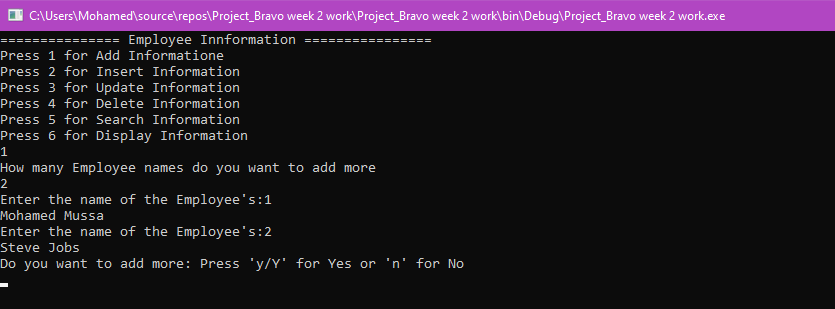 C:\Users\Mohamed\source\repos\Project_Bravo week 2 work\Project_Bravo week 2 work\bin\Debug\Project_Bravo week 2 work.exe
=============== Employee Innformation ================
Press 1 for Add Informatione
Press 2 for Insert Information
Press 3 for Update Information
Press 4 for Delete Information
Press 5 for Search Information
Press 6 for Display Information
1
How many Employee names do you want to add more
2
Enter the name of the Employee's:1
Mohamed Mussa
Enter the name of the Employee's:2
Steve Jobs
Do you want to add more: Press 'y/Y' for Yes or 'n' for No